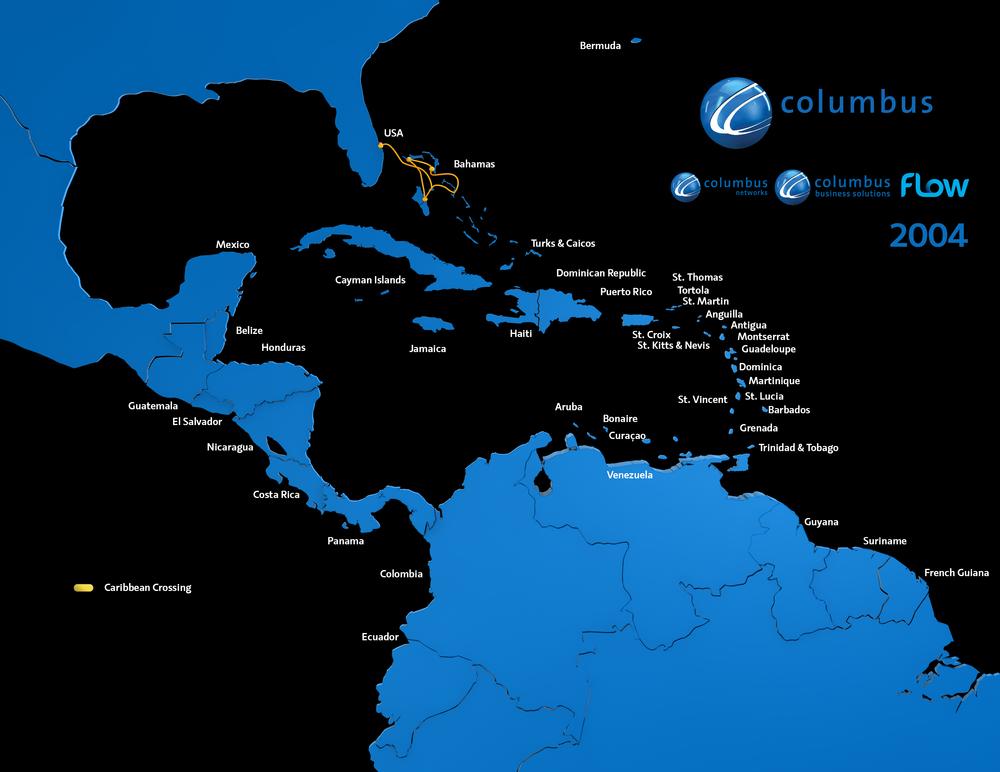 Bermuda
columbus
USA
Bahamas
columbus
networks
columbus
business solutions
FLOW
2004
Mexico
Turks & Caicos
Cayman Islands
Dominican Republic
St. Thomas
Puerto Rico
Tortola
St. Martin
Anguilla
Antigua
Belize
Haiti
St. Croix
Montserrat
Honduras
Jamaica
St. Kitts & Nevis
Guadeloupe
Dominica
Martinique
Guatemala
Aruba
St. Vincent
St. Lucia
El Salvador
Bonaire
Barbados
Nicaragua
Curaçao
Grenada
Trinidad & Tobago
Venezuela
Costa Rica
Guyana
Panama
Suriname
Colombia
French Guiana
Caribbean Crossing
Ecuador